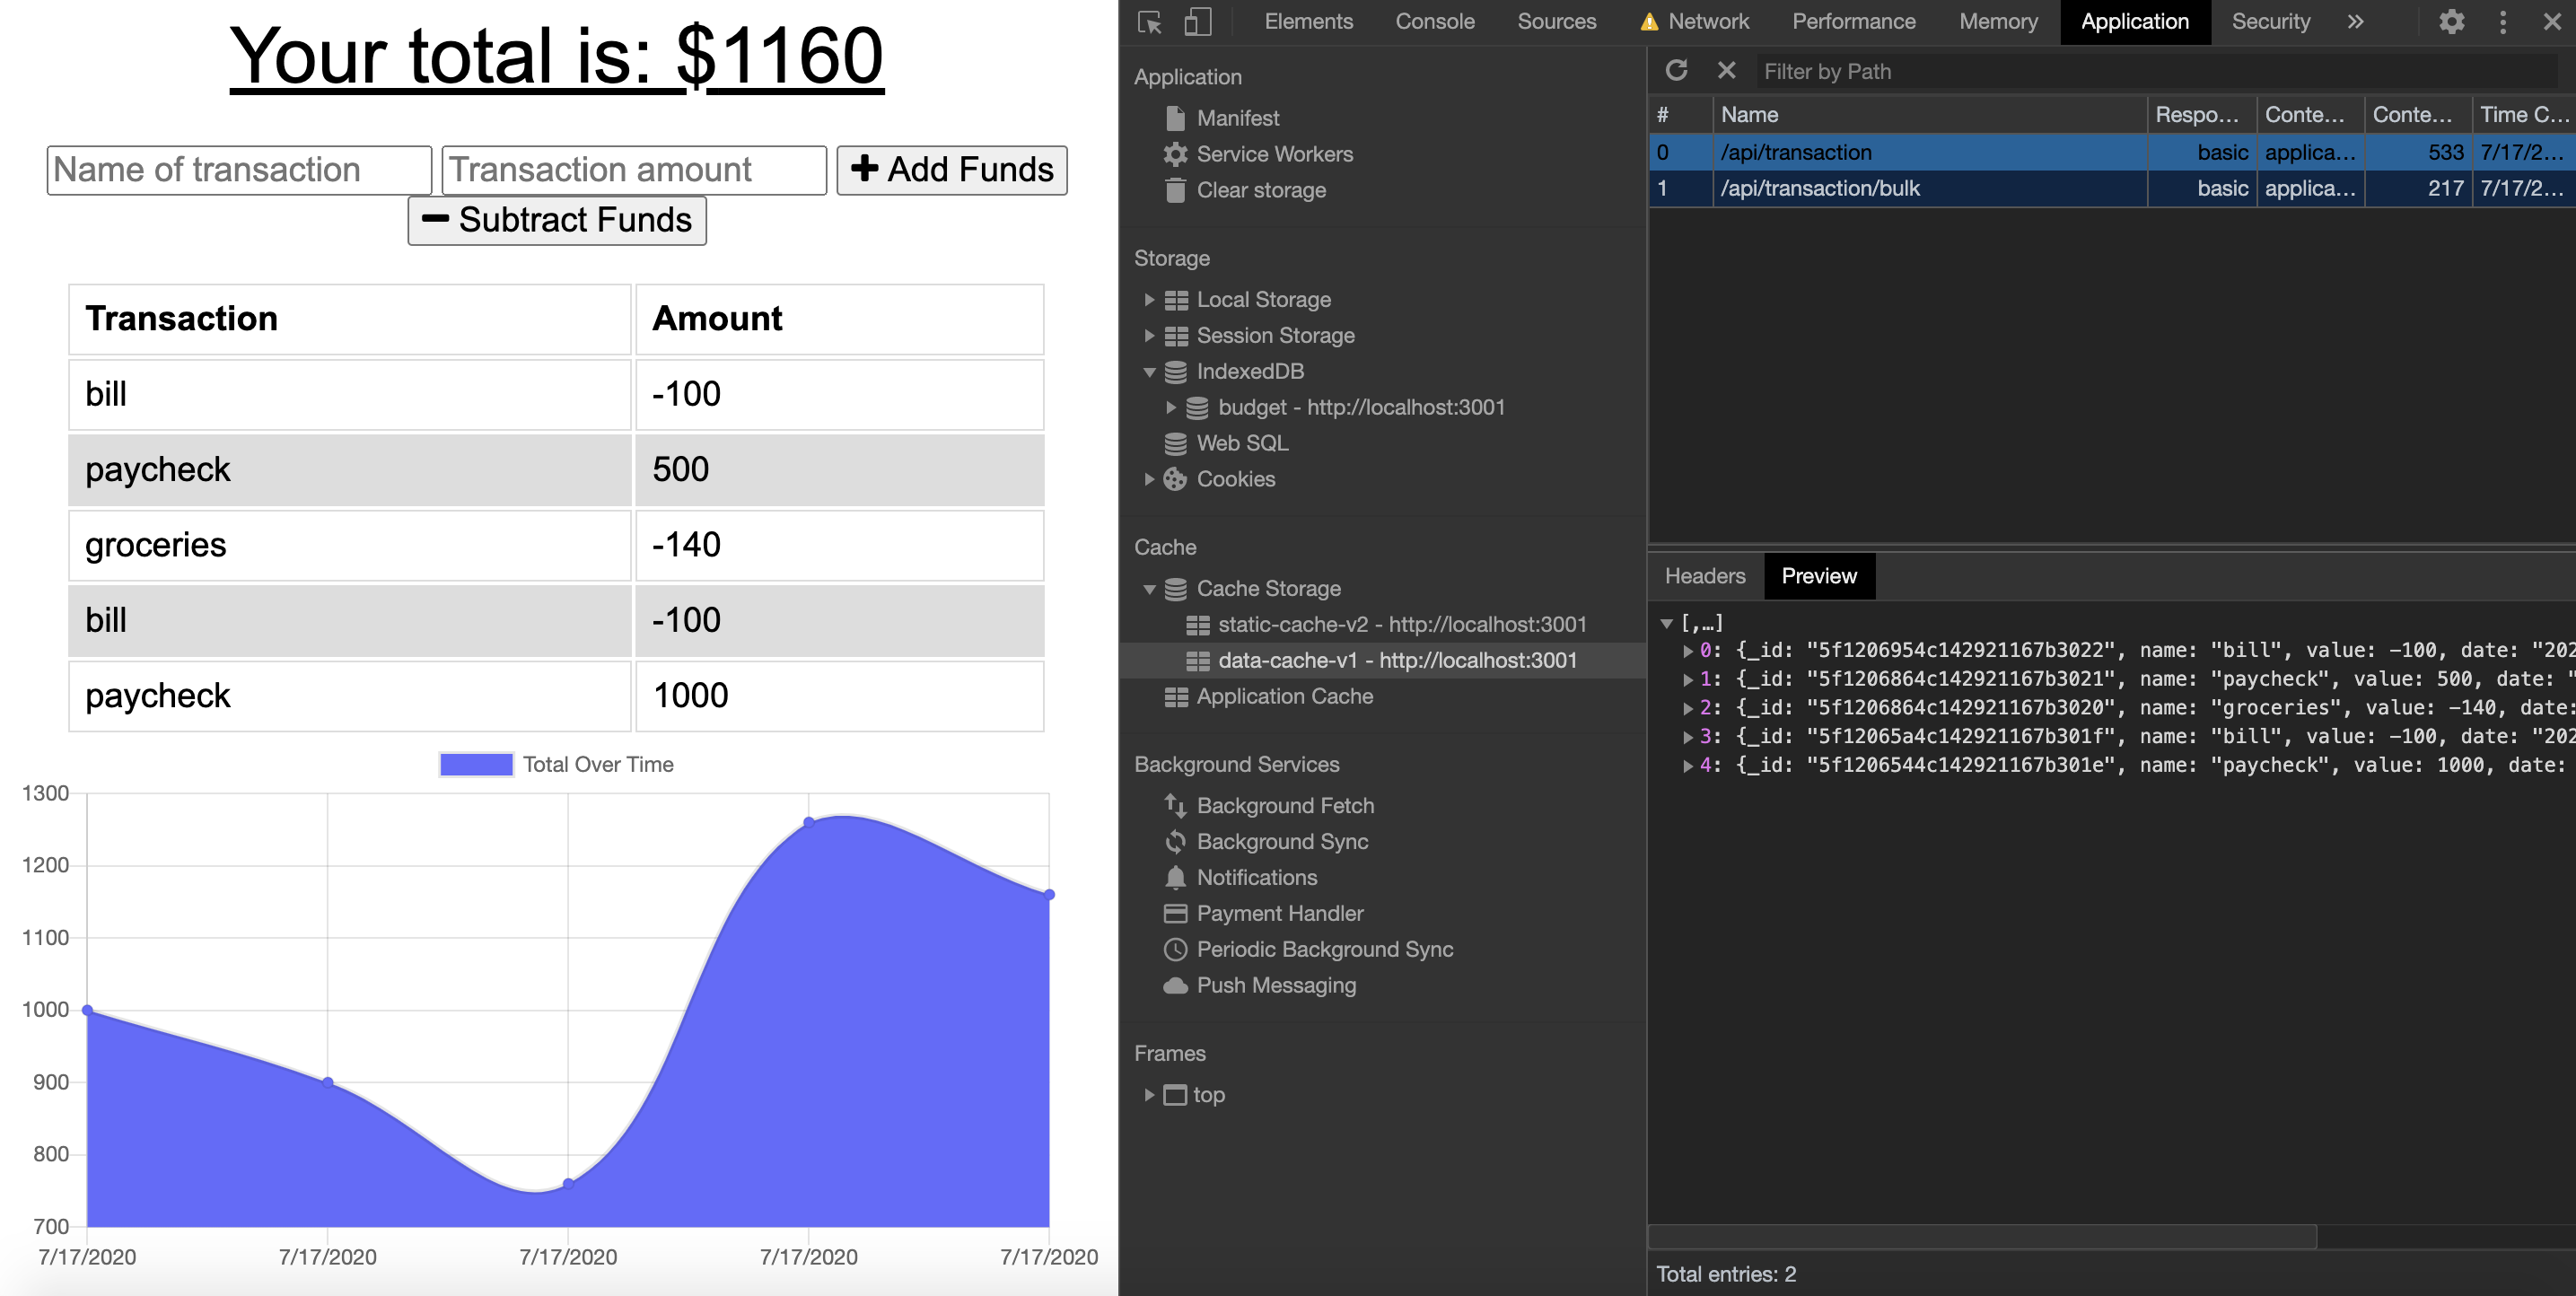 Your total is: $1160
Name of transaction Transaction amount + Add Funds
Subtract Funds
Transaction Amount
bill -100
paycheck 500
groceries -140
bill -100
paycheck 1000
Total Over Time
1300
1200
1100
1000
900
800
700
7/17/2020 7/17/2020 7/17/2020 7/17/2020 7/17/2020
Elements Console Sources Network Performance Memory Application Security »
Application
Manifest
Service Workers
Clear storage
Storage
Local Storage
Session Storage
IndexedDB
budget - http://localhost:3001
Web SQL
Cookies
Cache
Cache Storage
static-cache-v2 - http://localhost:3001
data-cache-v1 - http://localhost:3001
Application Cache
Background Services
Background Fetch
Background Sync
Notifications
Payment Handler
Periodic Background Sync
Push Messaging
Frames
top
Filter by Path
# Name Respo... Conte... Conte... Time C...
0 /api/transaction basic applica... 533 7/17/2...
1 /api/transaction/bulk basic applica... 217 7/17/2...
Headers Preview
[,…]
0: {_id: "5f1206954c142921167b3022", name: "bill", value: -100, date: "202
1: {_id: "5f1206864c142921167b3021", name: "paycheck", value: 500, date: "
2: {_id: "5f1206864c142921167b3020", name: "groceries", value: -140, date:
3: {_id: "5f12065a4c142921167b301f", name: "bill", value: -100, date: "202
4: {_id: "5f1206544c142921167b301e", name: "paycheck", value: 1000, date:
Total entries: 2